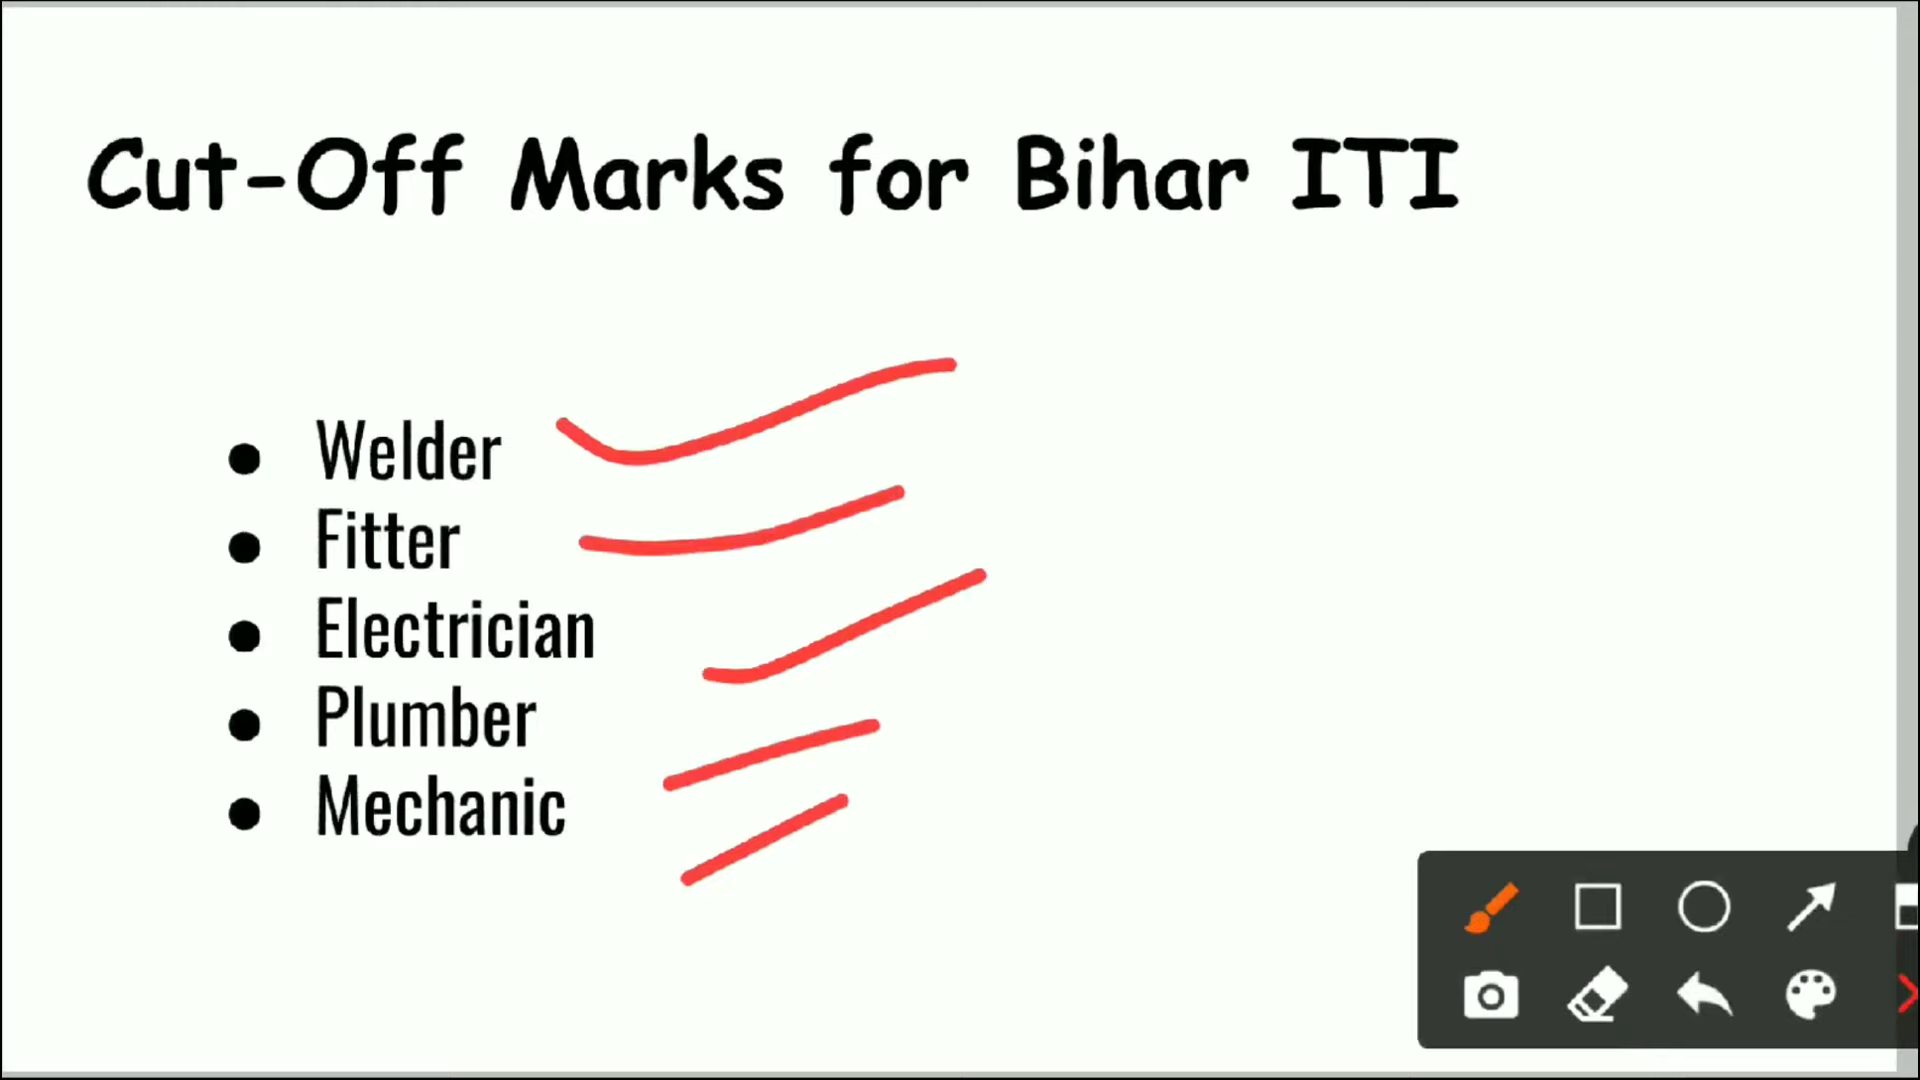 Cut-Off Marks for Bihar ITI
Welder
Fitter
Electrician
Plumber
Mechanic